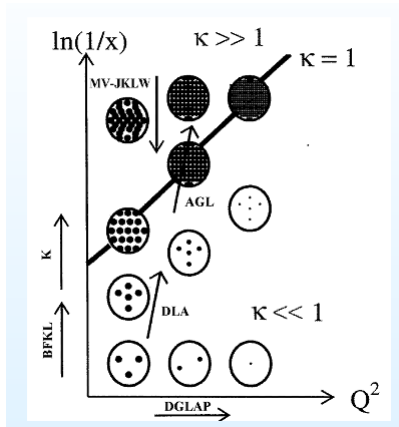 ln(1/x)
κ >> 1
κ = 1
MV-JKLW
AGL
K
DLA
κ << 1
BFKL
Q²
DGLAP